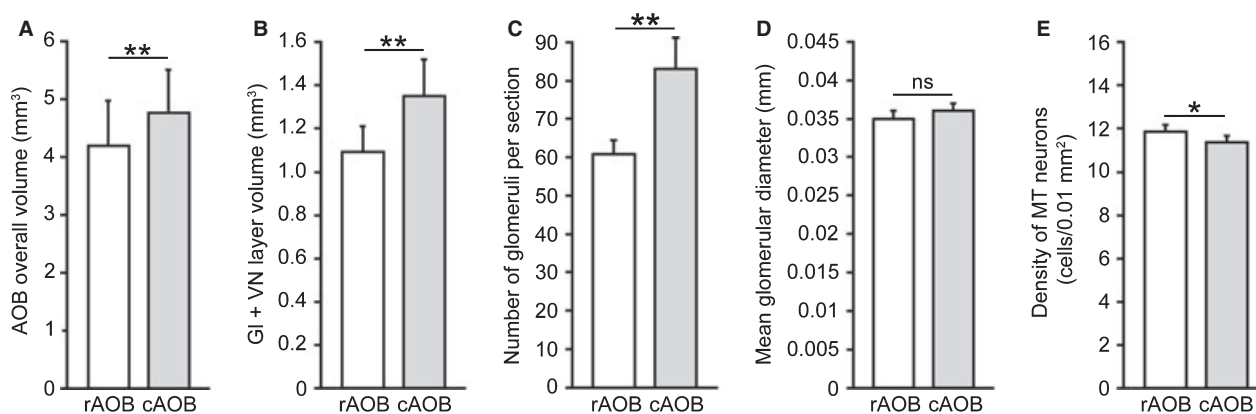 A
AOB overall volume (mm³)
6
5
4
3
2
1
0
**
rAOB cAOB
B
Gl + VN layer volume (mm³)
1.6
1.4
1.2
1.0
0.8
0.6
0.4
0.2
0
**
rAOB cAOB
C
Number of glomeruli per section
90
80
70
60
50
40
30
20
10
0
**
rAOB cAOB
D
Mean glomerular diameter (mm)
0.045
0.04
0.035
0.03
0.025
0.02
0.015
0.01
0.005
0
ns
rAOB cAOB
E
Density of MT neurons
(cells/0.01 mm²)
16
14
12
10
8
6
4
2
0
*
rAOB cAOB